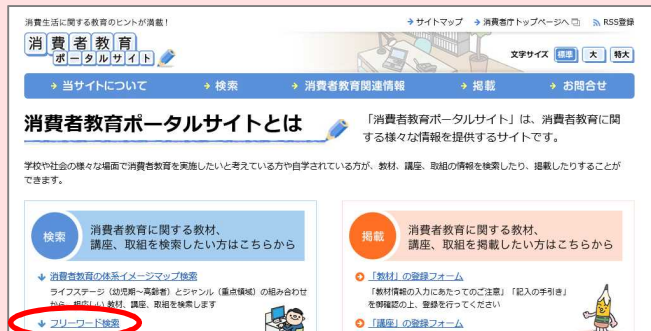 消費生活に関する教育のヒントが満載！
サイトマップ 消費者庁トップページへ RSS登録
消費者教育
ポータルサイト
文字サイズ 標準 大 特大
当サイトについて 検索 消費者教育関連情報 掲載 お問合せ
消費者教育ポータルサイトとは
「消費者教育ポータルサイト」は、消費者教育に関
する様々な情報を提供するサイトです。
学校や社会の様々な場面で消費者教育を実施したいと考えている方や自学されている方が、教材、講座、取組の情報を検索したり、掲載したりすることが
できます。
検索
消費者教育に関する教材、
講座、取組を検索したい方はこちらから
消費者教育の体系イメージマップ検索
ライフステージ（幼児期～高齢者）とジャンル（重点領域）の組み合わせ
から、相応しい教材、講座、取組を検索します
フリーワード検索
掲載
消費者教育に関する教材、
講座、取組を掲載したい方はこちらから
「教材」の登録フォーム
「教材情報の入力にあたってのご注意」「記入の手引き」
を御確認の上、登録を行ってください
「講座」の登録フォーム